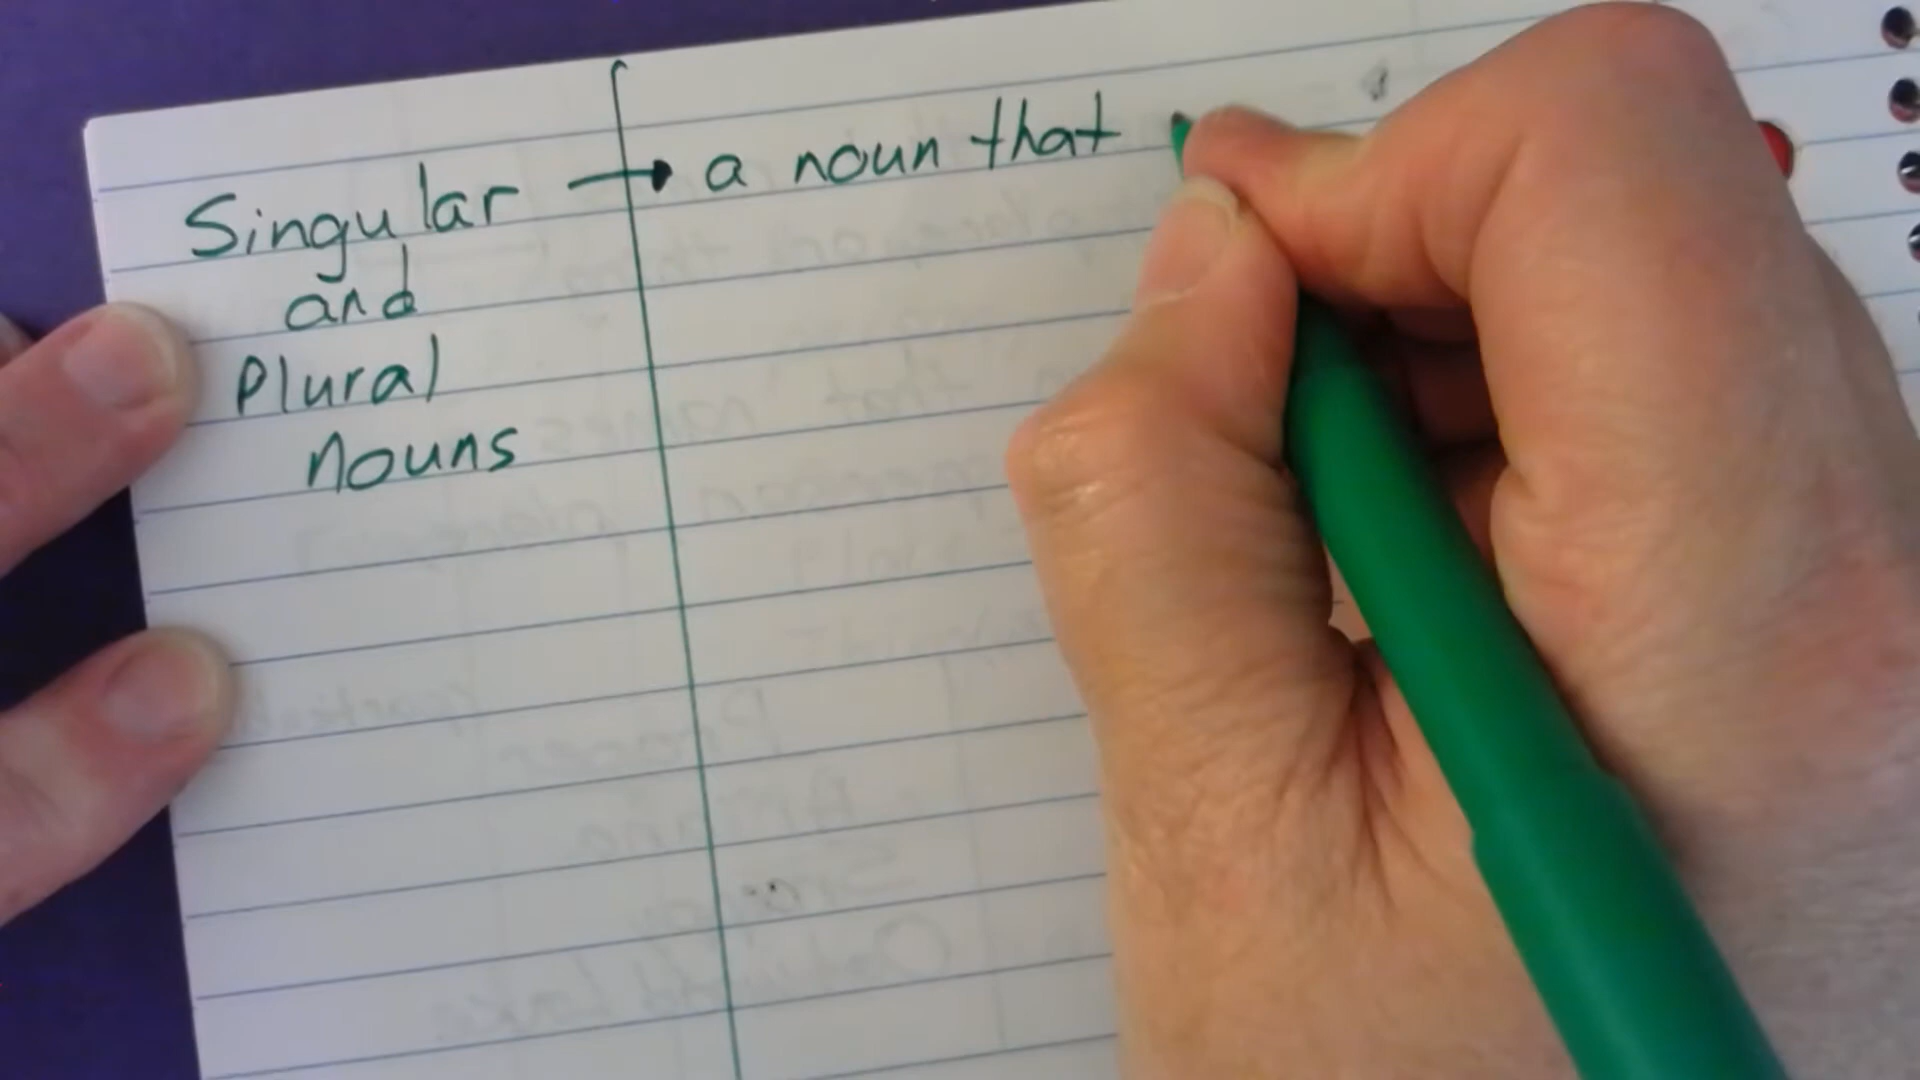 Singular → a noun that
and
Plural
nouns